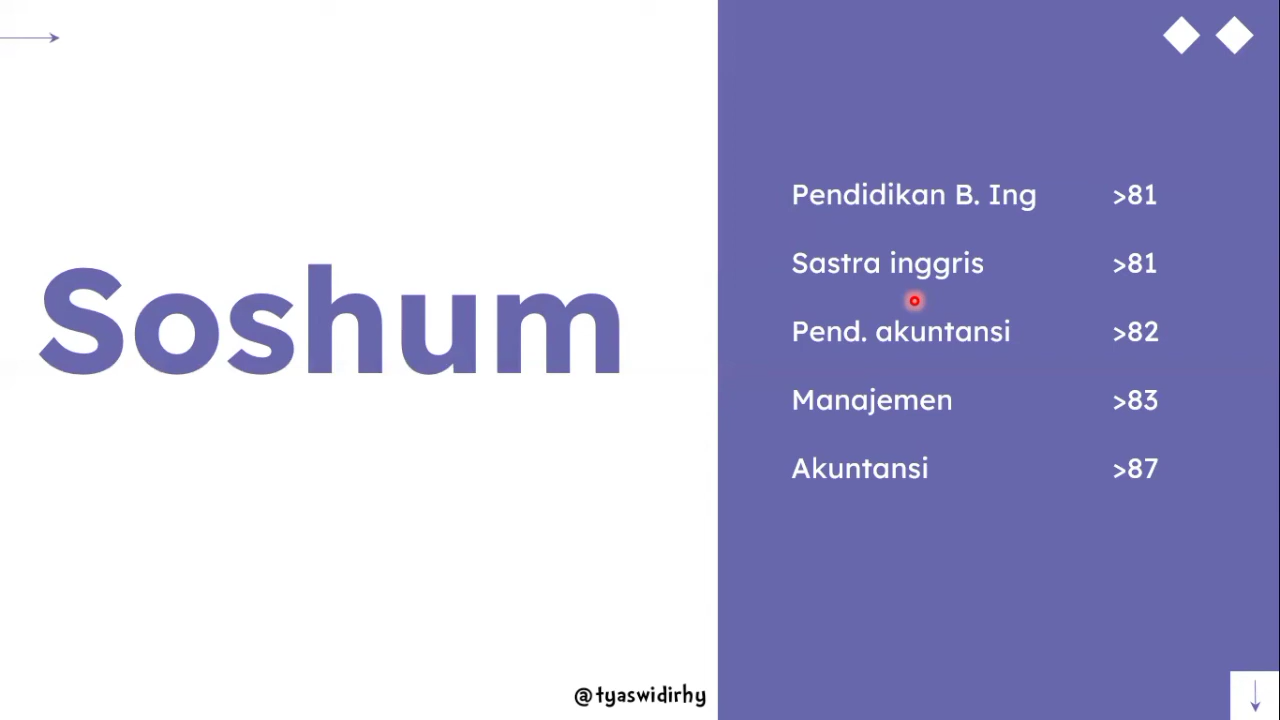 Soshum
Pendidikan B. Ing >81
Sastra inggris >81
Pend. akuntansi >82
Manajemen >83
Akuntansi >87
@tyaswidirhy